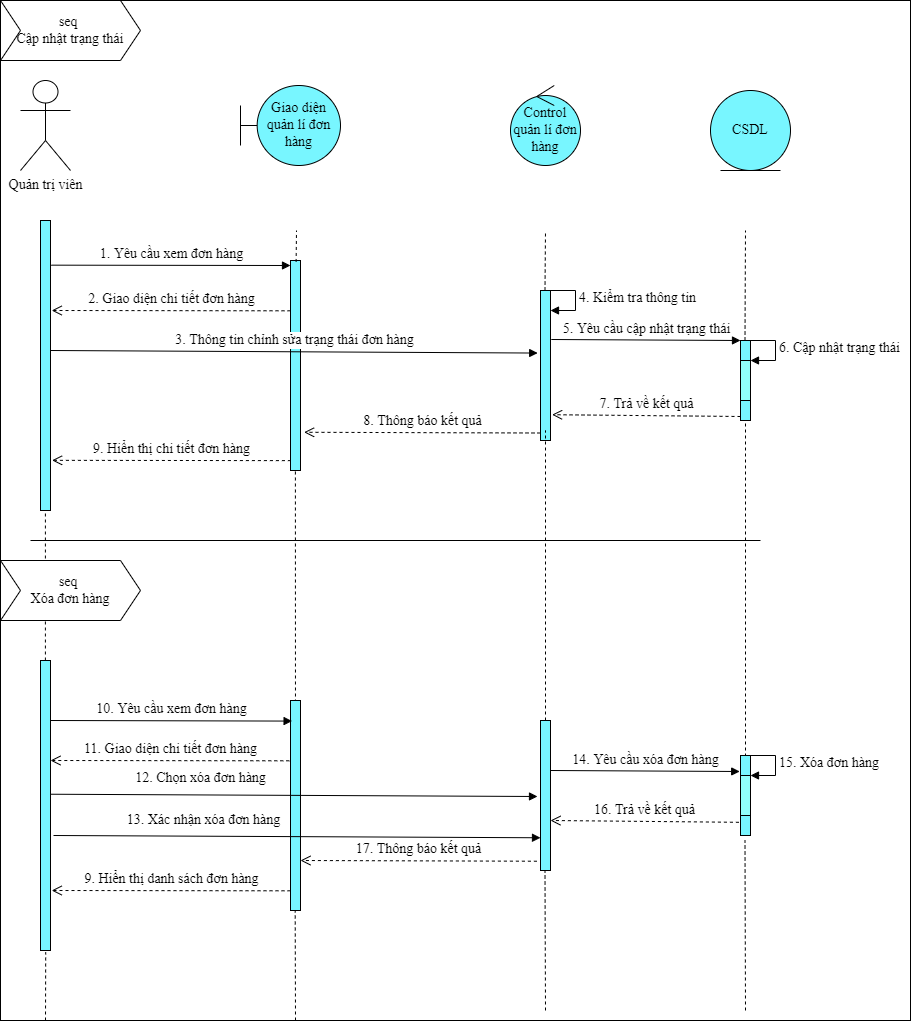 seq
Cập nhật trạng thái
Giao diện
quản lí đơn
hàng
Control
quản lí đơn
hàng
CSDL
Quản trị viên
1. Yêu cầu xem đơn hàng
2. Giao diện chi tiết đơn hàng
4. Kiểm tra thông tin
3. Thông tin chỉnh sửa trạng thái đơn hàng
5. Yêu cầu cập nhật trạng thái
6. Cập nhật trạng thái
7. Trả về kết quả
8. Thông báo kết quả
9. Hiển thị chi tiết đơn hàng
seq
Xóa đơn hàng
10. Yêu cầu xem đơn hàng
11. Giao diện chi tiết đơn hàng
14. Yêu cầu xóa đơn hàng
15. Xóa đơn hàng
12. Chọn xóa đơn hàng
16. Trả về kết quả
13. Xác nhận xóa đơn hàng
17. Thông báo kết quả
9. Hiển thị danh sách đơn hàng